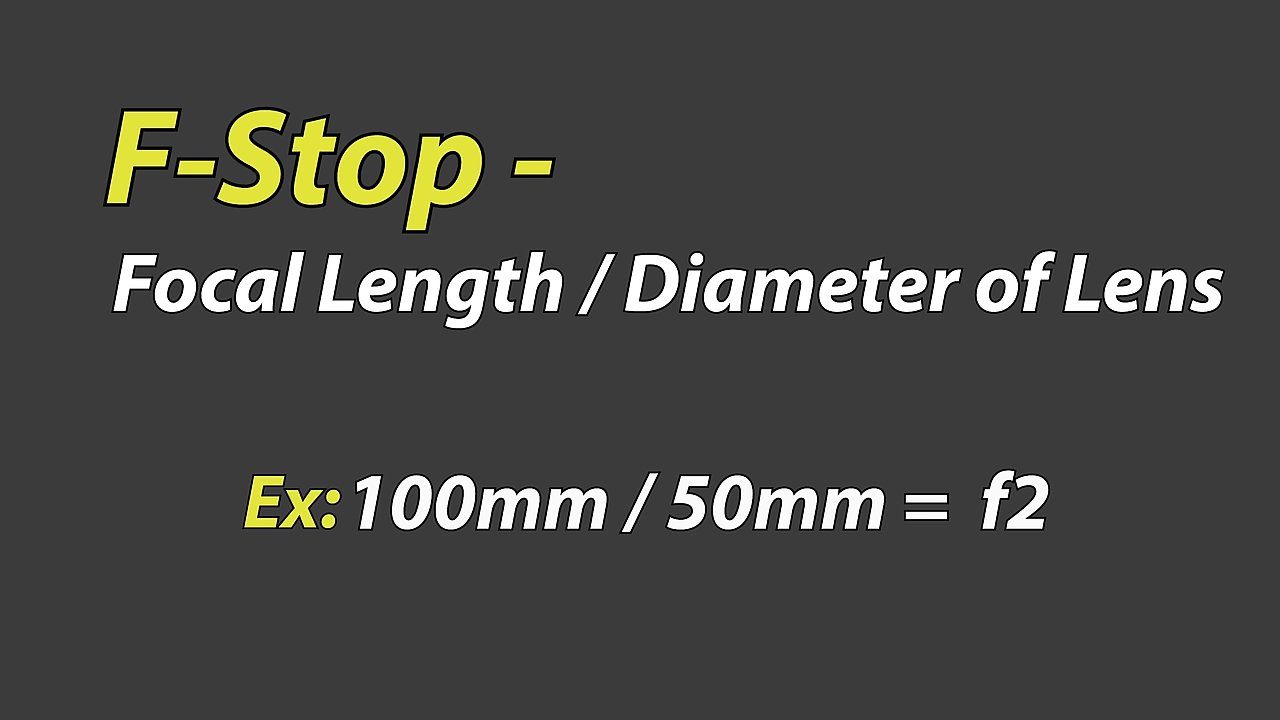 F-Stop -
Focal Length / Diameter of Lens
Ex: 100mm / 50mm = f2